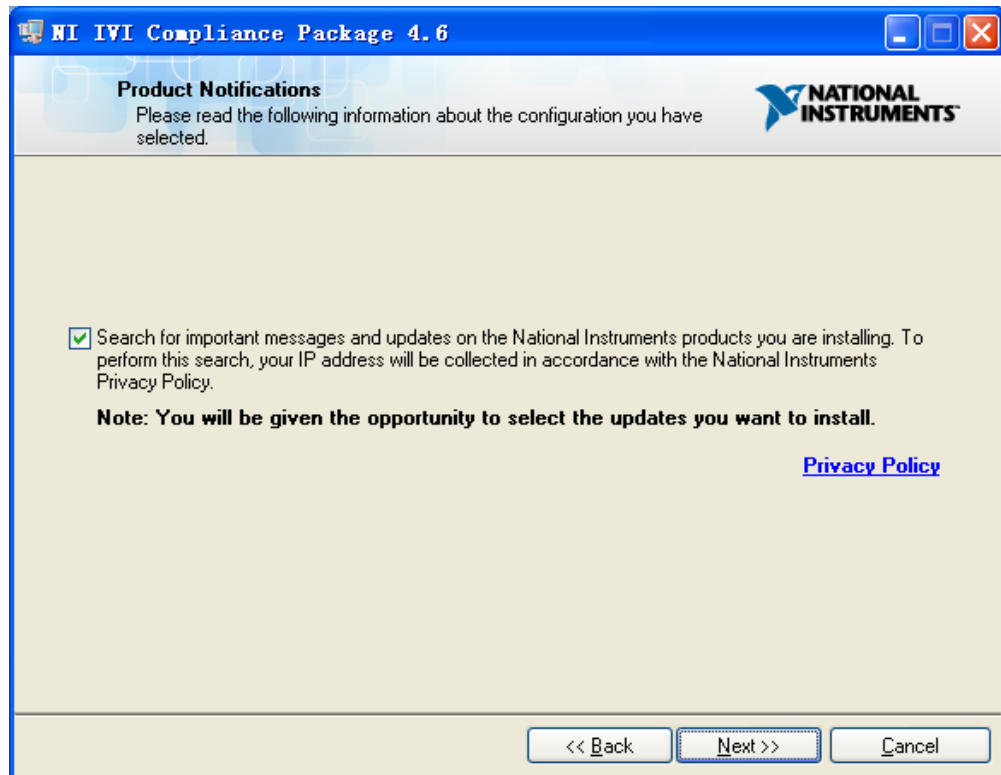 NI IVI Compliance Package 4.6
Product Notifications
Please read the following information about the configuration you have
selected.
NATIONAL
INSTRUMENTS™
Search for important messages and updates on the National Instruments products you are installing. To
perform this search, your IP address will be collected in accordance with the National Instruments
Privacy Policy.
Note: You will be given the opportunity to select the updates you want to install.
Privacy Policy
<< Back
Next >>
Cancel